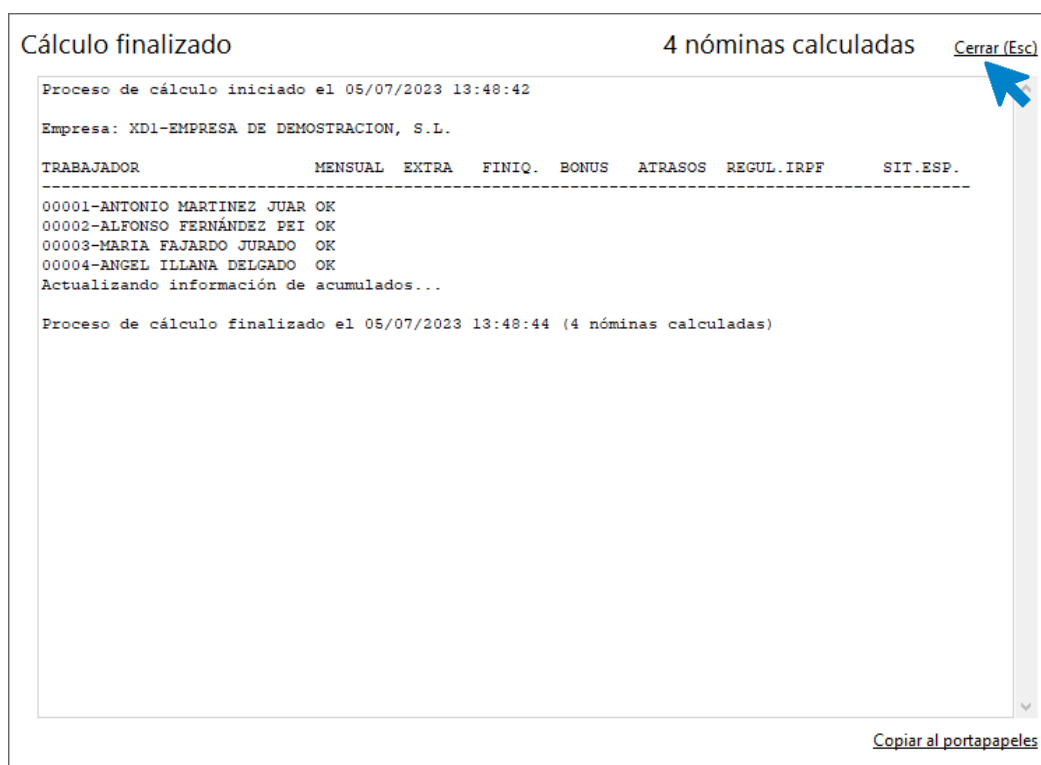 Cálculo finalizado 4 nóminas calculadas Cerrar (Esc)
Proceso de cálculo iniciado el 05/07/2023 13:48:42
Empresa: XD1-EMPRESA DE DEMOSTRACION, S.L.
TRABAJADOR MENSUAL EXTRA FINIQ. BONUS ATRASOS REGUL.IRPF SIT.ESP.
------------------------------------------------------------------------------------------------
00001-ANTONIO MARTINEZ JUAR OK
00002-ALFONSO FERNÁNDEZ PEI OK
00003-MARIA FAJARDO JURADO OK
00004-ANGEL ILLANA DELGADO OK
Actualizando información de acumulados...
Proceso de cálculo finalizado el 05/07/2023 13:48:44 (4 nóminas calculadas)
Copiar al portapapeles